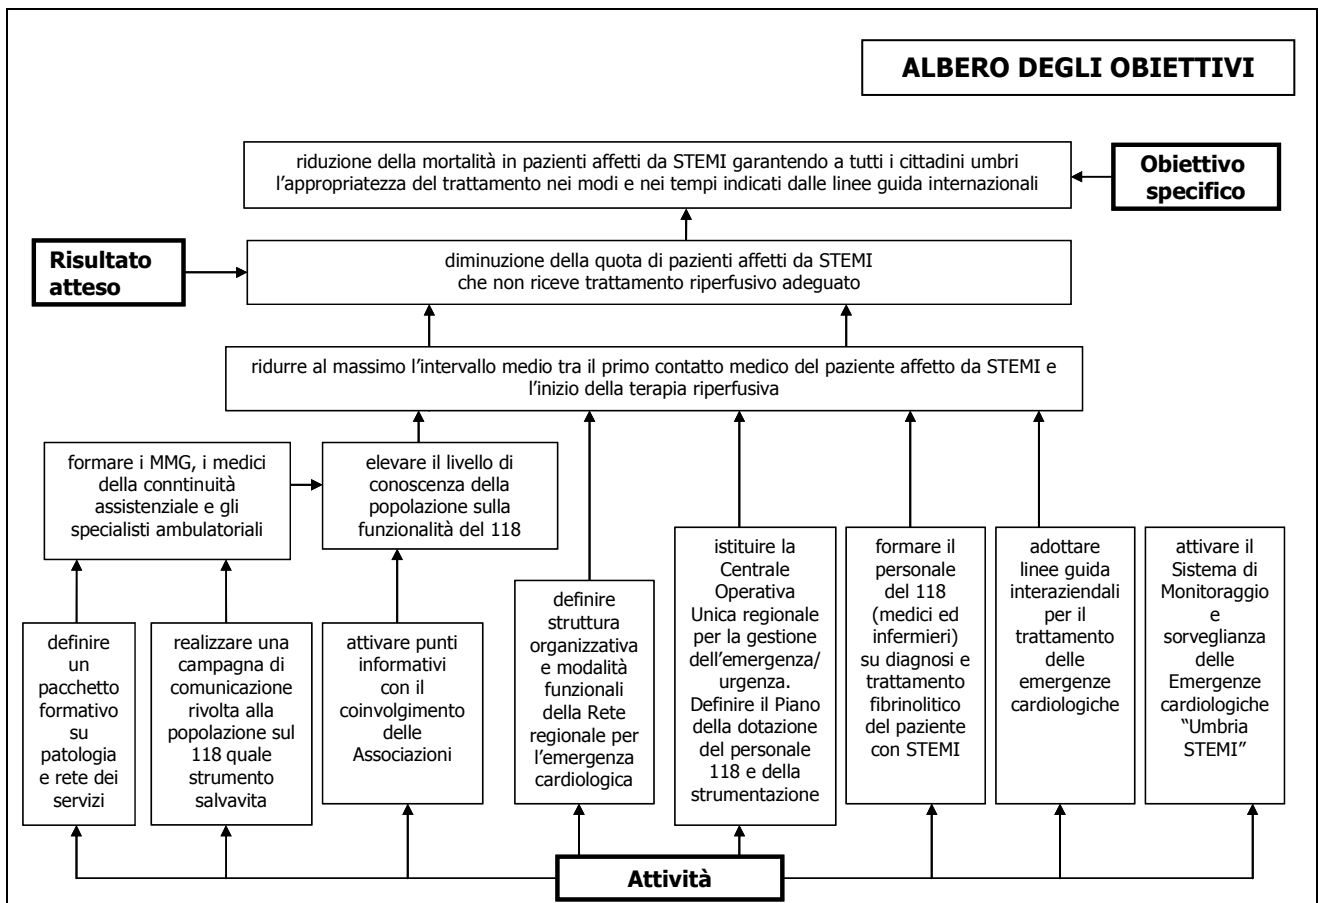 ALBERO DEGLI OBIETTIVI
riduzione della mortalità in pazienti affetti da STEMI garantendo a tutti i cittadini umbri
l'appropriatezza del trattamento nei modi e nei tempi indicati dalle linee guida internazionali
Obiettivo
specifico
Risultato
atteso
diminuzione della quota di pazienti affetti da STEMI
che non riceve trattamento riperfusivo adeguato
ridurre al massimo l'intervallo medio tra il primo contatto medico del paziente affetto da STEMI e
l'inizio della terapia riperfusiva
formare i MMG, i medici
della conntinuità
assistenziale e gli
specialisti ambulatoriali
elevare il livello di
conoscenza della
popolazione sulla
funzionalità del 118
definire
un
pacchetto
formativo
su
patologia
e rete dei
servizi
realizzare una
campagna di
comunicazione
rivolta alla
popolazione sul
118 quale
strumento
salvavita
attivare punti
informativi
con il
coinvolgimento
delle
Associazioni
definire
struttura
organizzativa
e modalità
funzionali
della Rete
regionale per
l'emergenza
cardiologica
istituire la
Centrale
Operativa
Unica regionale
per la gestione
dell'emergenza/
urgenza.
Definire il Piano
della dotazione
del personale
118 e della
strumentazione
formare il
personale
del 118
(medici ed
infermieri)
su diagnosi e
trattamento
fibrinolitico
del paziente
con STEMI
adottare
linee guida
interaziendali
per il
trattamento
delle
emergenze
cardiologiche
attivare il
Sistema di
Monitoraggio
e
sorveglianza
delle
Emergenze
cardiologiche
"Umbria
STEMI"
Attività